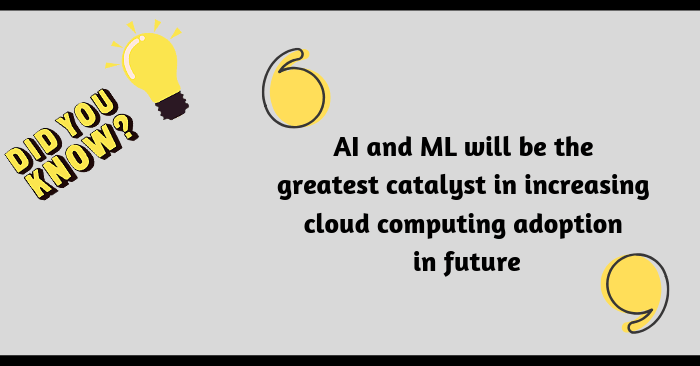 DID YOU
KNOW?
AI and ML will be the
greatest catalyst in increasing
cloud computing adoption
in future